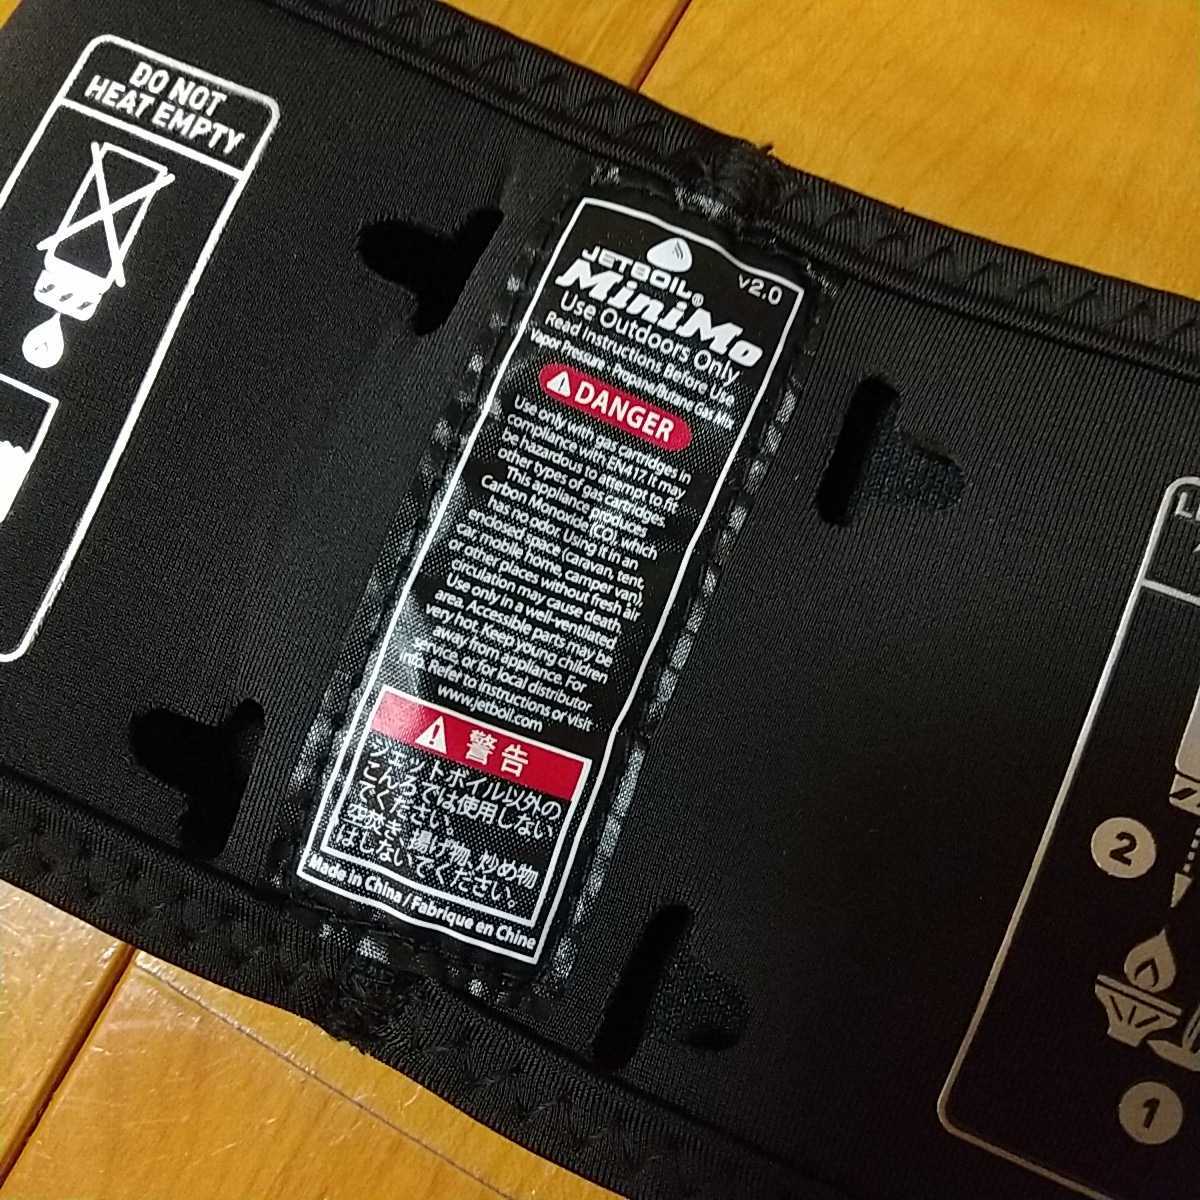 DO NOT
HEAT EMPTY
JETBOIL®
v2.0
MiniMo
Use Outdoors Only
Read Instructions Before Use
Vapor Pressure - Propane/Butane Gas Mix
DANGER
Use only with gas cartridges in
compliance with EN417. It may
be hazardous to attempt to fit
other types of gas cartridges.
This appliance produces
Carbon Monoxide (CO), which
has no odor. Using it in an
enclosed space (caravan, tent,
car, mobile home, camper van),
or other places without fresh air
circulation may cause death.
Use only in a well-ventilated
area. Accessible parts may be
very hot. Keep young children
away from appliance. For
service, or for local distributor
info. Refer to instructions or visit
www.jetboil.com
警告
ジェットボイル以外の
こんろでは使用しない
でください。
空焚き、揚げ物、炒め物
はしないでください。
Made in China / Fabrique en Chine
L
2
1